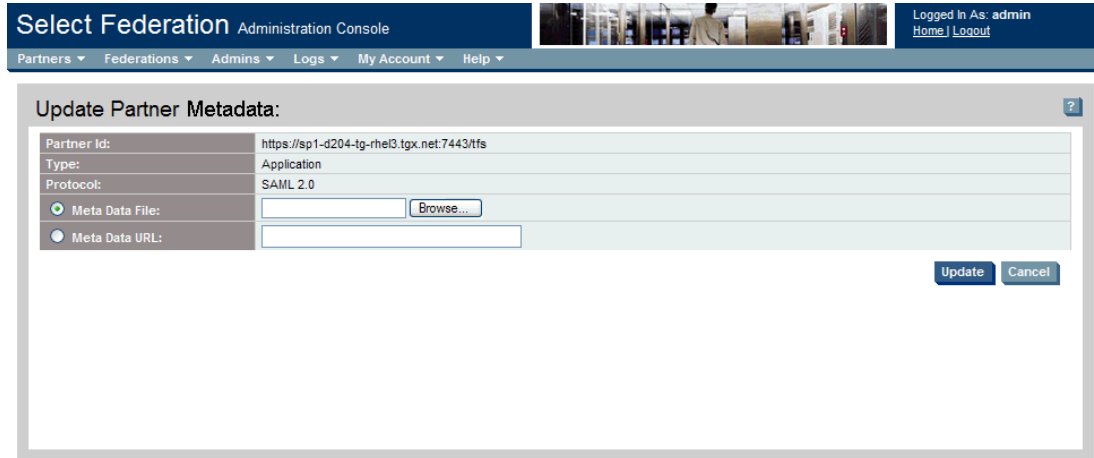 Select Federation Administration Console
Logged In As: admin
Home | Logout
Partners Federations Admins Logs My Account Help
Update Partner Metadata:
?
Partner Id: https://sp1-d204-tg-rhel3.tgx.net:7443/tfs
Type: Application
Protocol: SAML 2.0
Meta Data File: Browse...
Meta Data URL:
Update Cancel